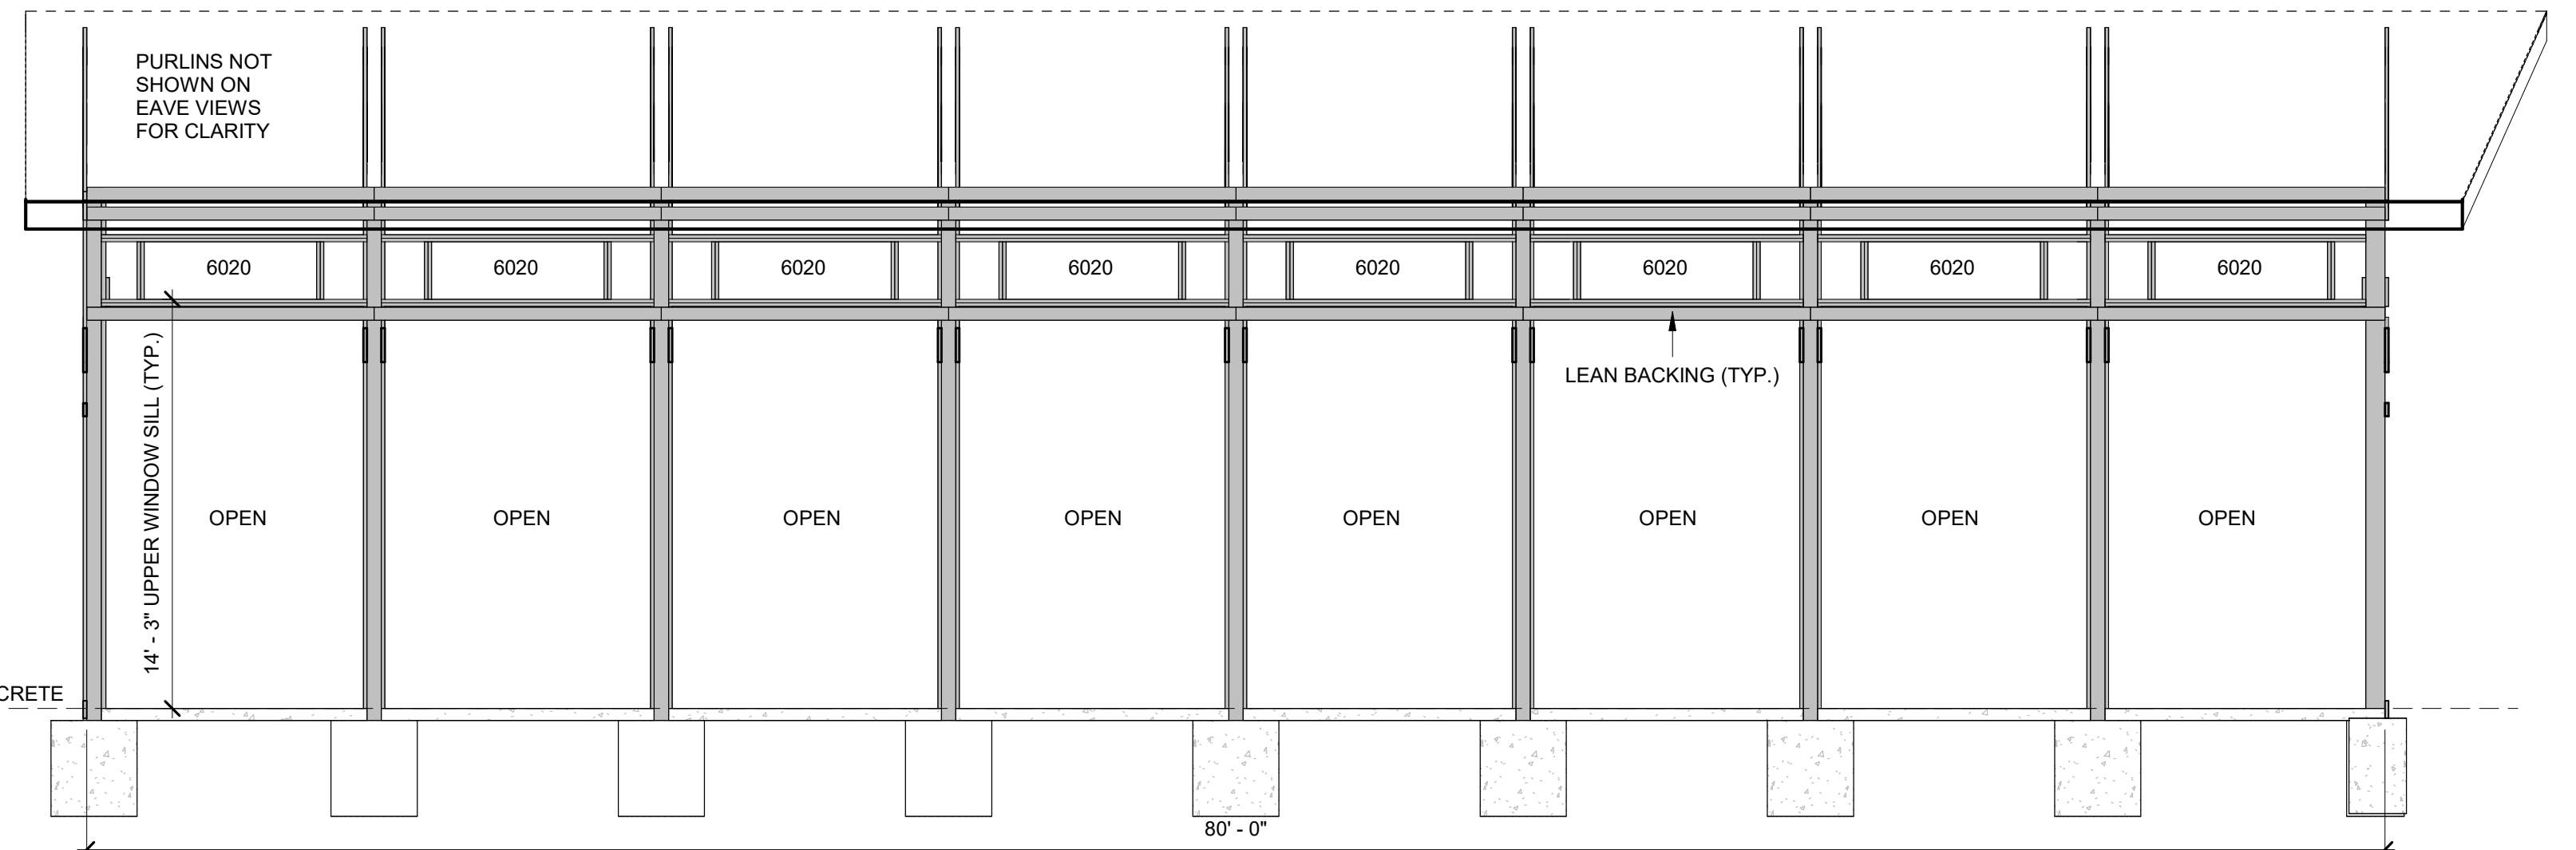 PURLINS NOT
SHOWN ON
EAVE VIEWS
FOR CLARITY
6020
6020
6020
6020
6020
6020
6020
6020
14' - 3" UPPER WINDOW SILL (TYP.)
LEAN BACKING (TYP.)
OPEN
OPEN
OPEN
OPEN
OPEN
OPEN
OPEN
OPEN
CRETE
80' - 0"